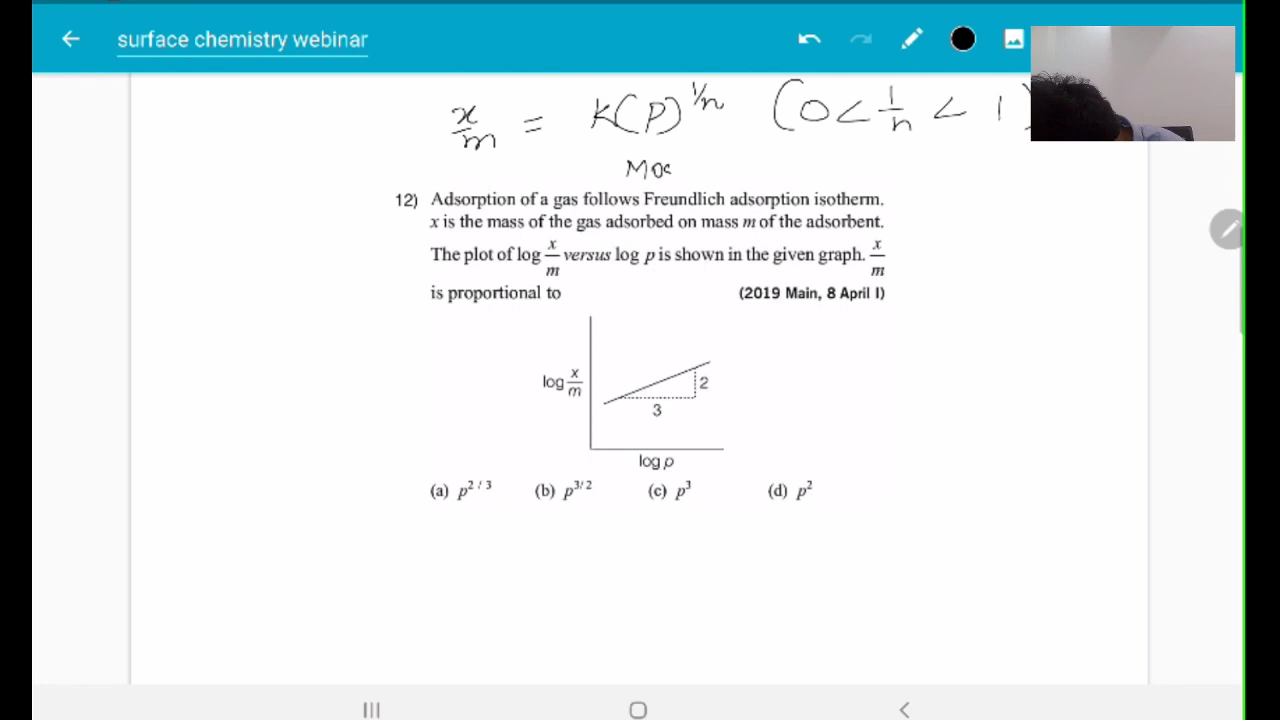 surface chemistry webinar
x/m = K(P)^1/n (0 < 1/n < 1)
Moc
12) Adsorption of a gas follows Freundlich adsorption isotherm.
x is the mass of the gas adsorbed on mass m of the adsorbent.
The plot of log x/m versus log p is shown in the given graph. x/m
is proportional to (2019 Main, 8 April I)
log x/m
2
3
log p
(a) p^2/3 (b) p^3/2 (c) p^3 (d) p^2